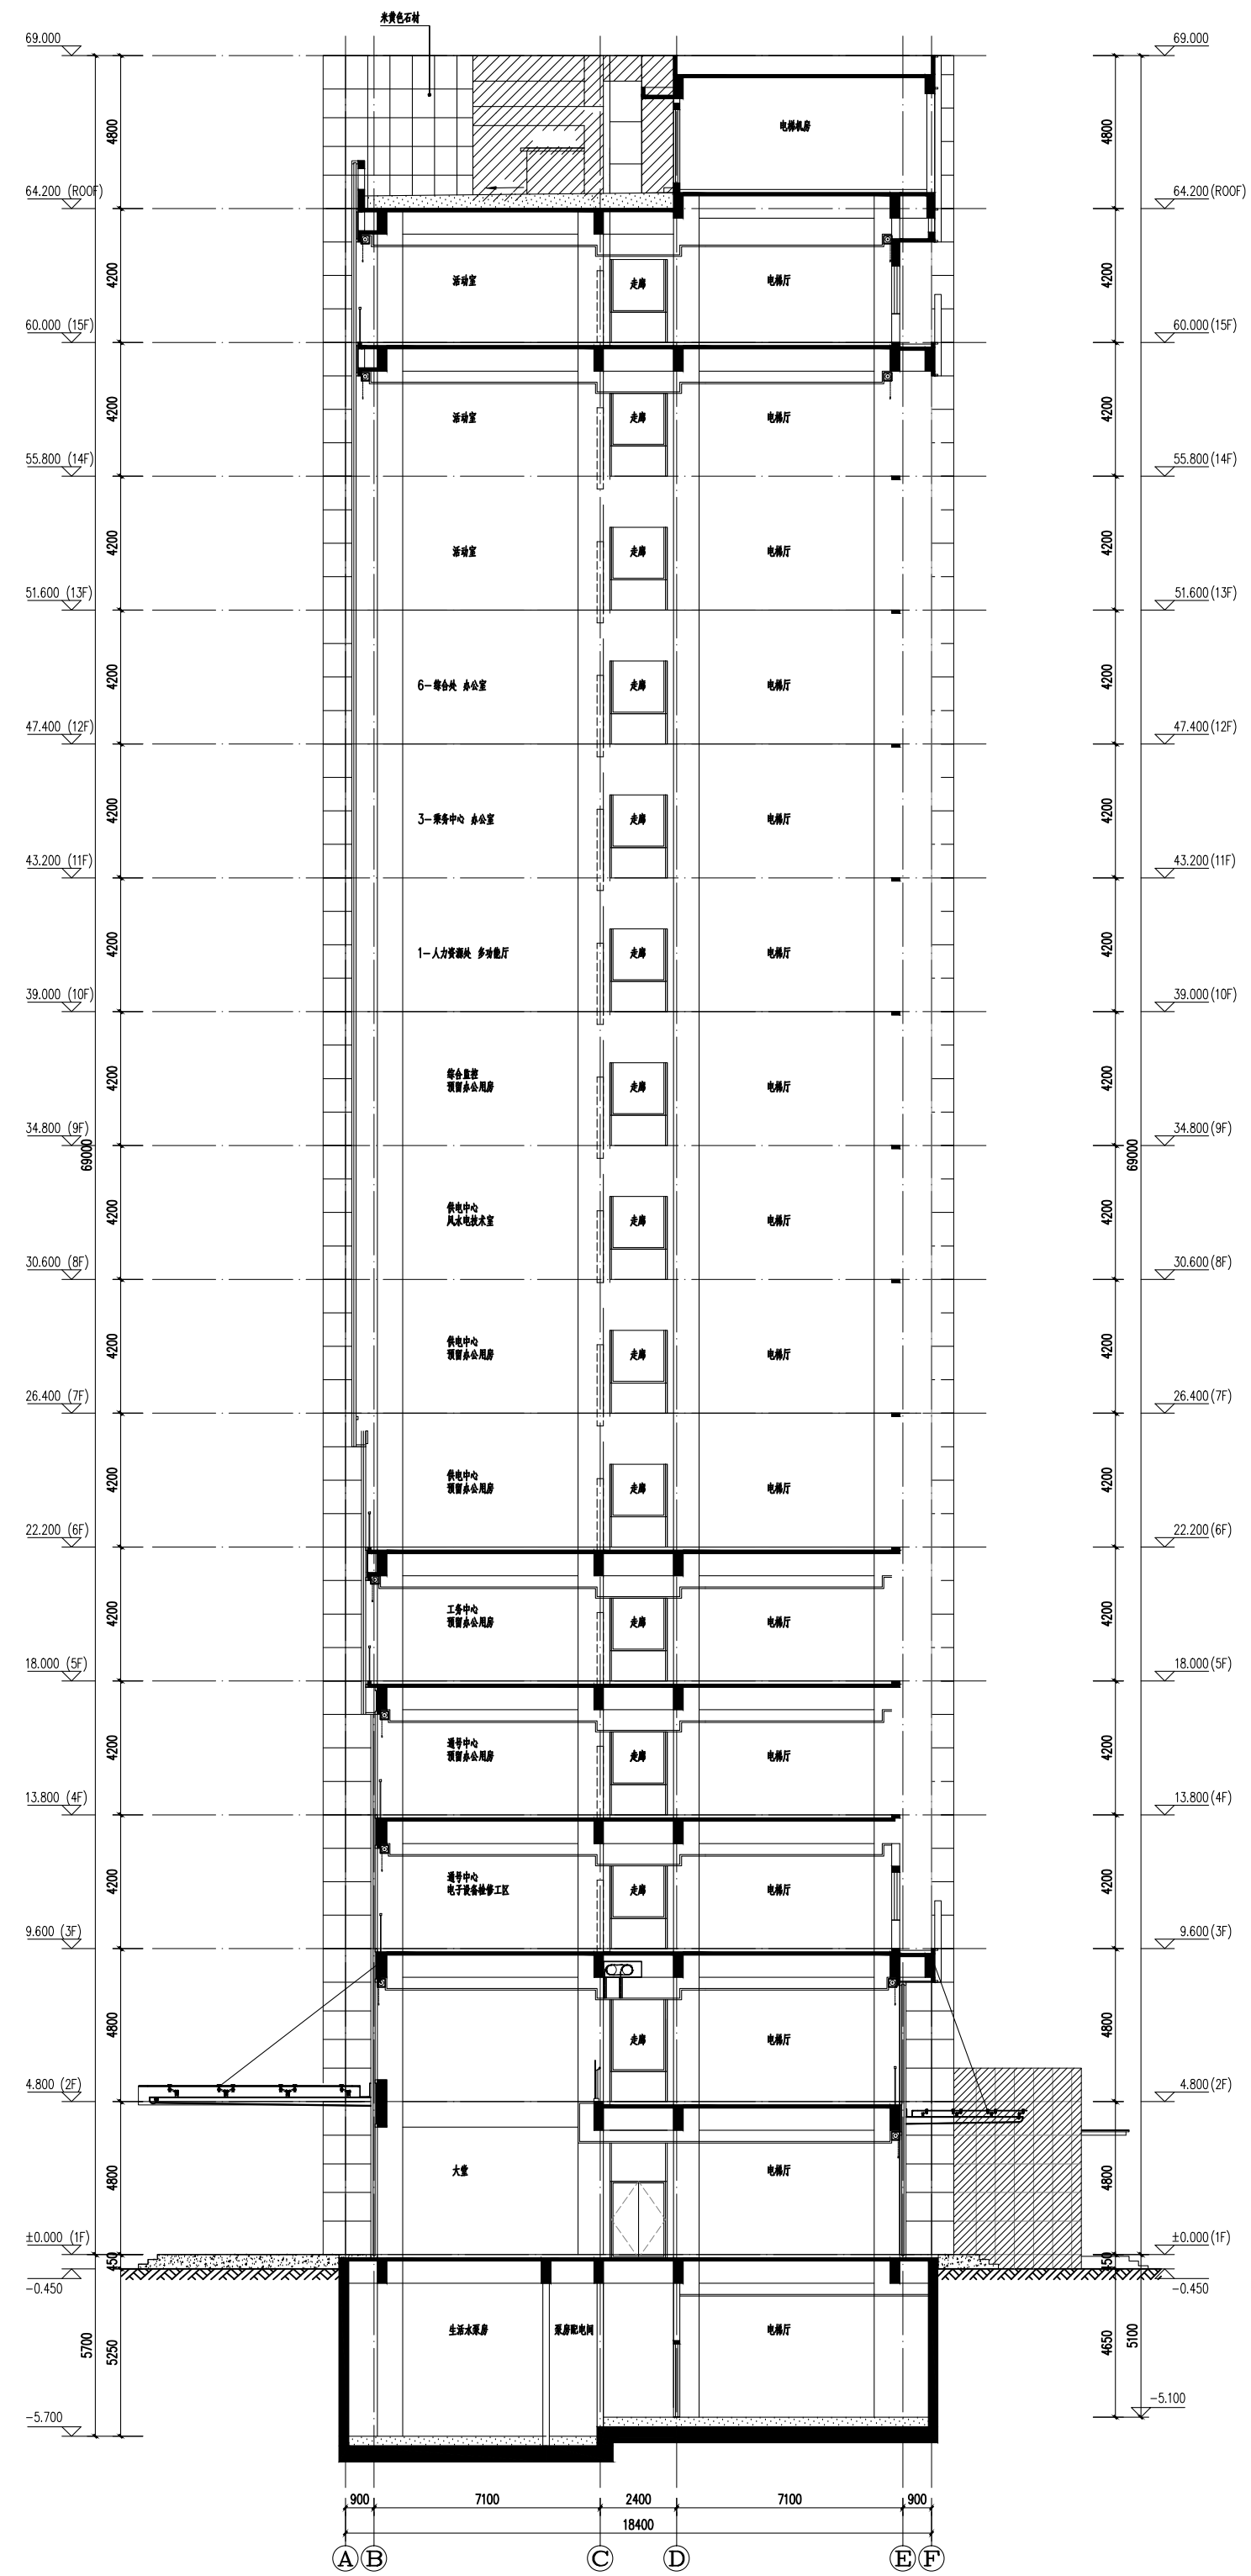 米黄色石材
69.000
69.000
4800
电梯机房
4800
64.200 (ROOF)
64.200 (ROOF)
4200
活动室
走廊
电梯厅
4200
60.000 (15F)
60.000 (15F)
4200
活动室
走廊
电梯厅
4200
55.800 (14F)
55.800 (14F)
4200
活动室
走廊
电梯厅
4200
51.600 (13F)
51.600 (13F)
4200
6-综合处 办公室
走廊
电梯厅
4200
47.400 (12F)
47.400 (12F)
4200
3-乘务中心 办公室
走廊
电梯厅
4200
43.200 (11F)
43.200 (11F)
4200
1-人力资源处 多功能厅
走廊
电梯厅
4200
39.000 (10F)
39.000 (10F)
4200
综合监控
预留办公用房
走廊
电梯厅
4200
34.800 (9F)
34.800 (9F)
69000
69000
4200
供电中心
风水电技术室
走廊
电梯厅
4200
30.600 (8F)
30.600 (8F)
4200
供电中心
预留办公用房
走廊
电梯厅
4200
26.400 (7F)
26.400 (7F)
4200
供电中心
预留办公用房
走廊
电梯厅
4200
22.200 (6F)
22.200 (6F)
4200
工务中心
预留办公用房
走廊
电梯厅
4200
18.000 (5F)
18.000 (5F)
4200
通号中心
预留办公用房
走廊
电梯厅
4200
13.800 (4F)
13.800 (4F)
4200
通号中心
电子设备检修工区
走廊
电梯厅
4200
9.600 (3F)
9.600 (3F)
4800
走廊
电梯厅
4800
4.800 (2F)
4.800 (2F)
4800
大堂
电梯厅
4800
±0.000 (1F)
±0.000 (1F)
450
450
-0.450
-0.450
5700
5250
生活水泵房
泵房配电间
电梯厅
4650
5100
-5.700
-5.100
900
7100
2400
7100
900
18400
A
B
C
D
E
F